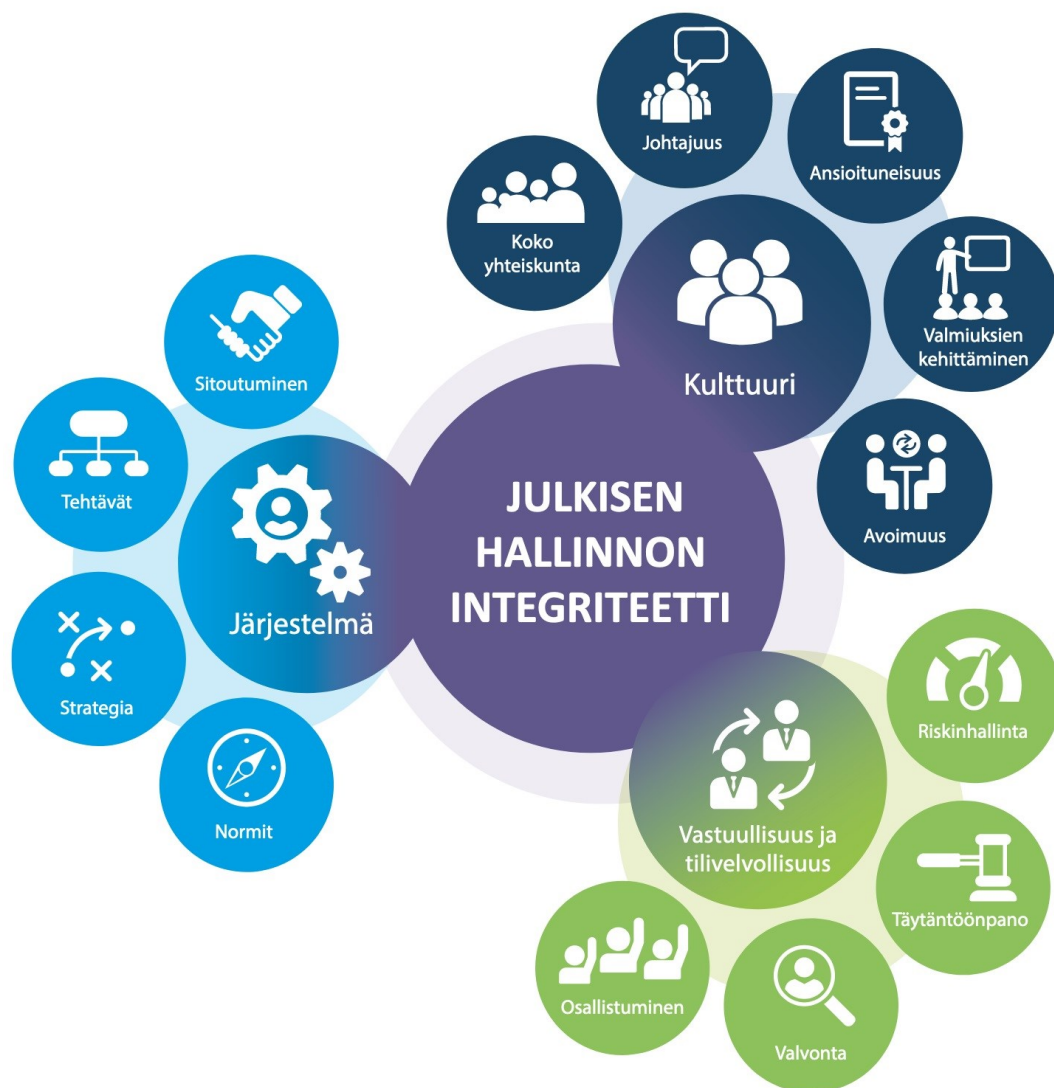 JULKISEN
HALLINNON
INTEGRITEETTI
Järjestelmä
Sitoutuminen
Tehtävät
Strategia
Normit
Kulttuuri
Koko
yhteiskunta
Johtajuus
Ansioituneisuus
Valmiuksien
kehittäminen
Avoimuus
Vastuullisuus ja
tilivelvollisuus
Riskinhallinta
Täytäntöönpano
Valvonta
Osallistuminen